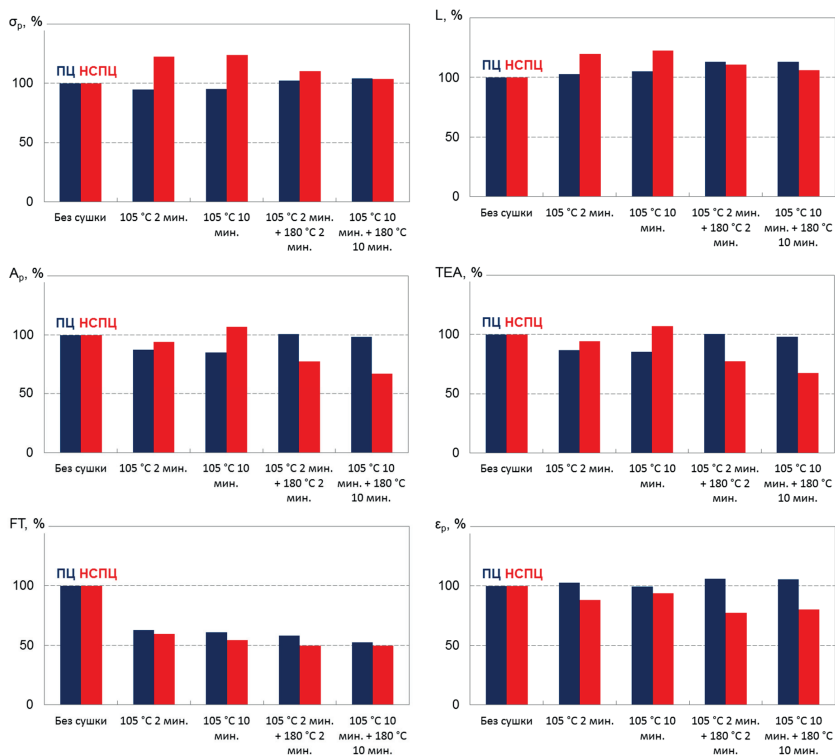 σp, %
100
50
0
ПЦ НСПЦ
Без сушки
105 °C 2 мин.
105 °C 10
мин.
105 °C 2 мин.
+ 180 °C 2
мин.
105 °C 10
мин. + 180 °C
10 мин.
L, %
100
50
0
ПЦ НСПЦ
Без сушки
105 °C 2 мин.
105 °C 10
мин.
105 °C 2 мин.
+ 180 °C 2
мин.
105 °C 10
мин. + 180 °C
10 мин.
Ap, %
100
50
0
ПЦ НСПЦ
Без сушки
105 °C 2 мин.
105 °C 10
мин.
105 °C 2 мин.
+ 180 °C 2
мин.
105 °C 10
мин. + 180 °C
10 мин.
TEA, %
100
50
0
ПЦ НСПЦ
Без сушки
105 °C 2 мин.
105 °C 10
мин.
105 °C 2 мин.
+ 180 °C 2
мин.
105 °C 10
мин. + 180 °C
10 мин.
FT, %
100
50
0
ПЦ НСПЦ
Без сушки
105 °C 2 мин.
105 °C 10
мин.
105 °C 2 мин.
+ 180 °C 2
мин.
105 °C 10
мин. + 180 °C
10 мин.
εp, %
100
50
0
ПЦ НСПЦ
Без сушки
105 °C 2 мин.
105 °C 10
мин.
105 °C 2 мин.
+ 180 °C 2
мин.
105 °C 10
мин. + 180 °C
10 мин.